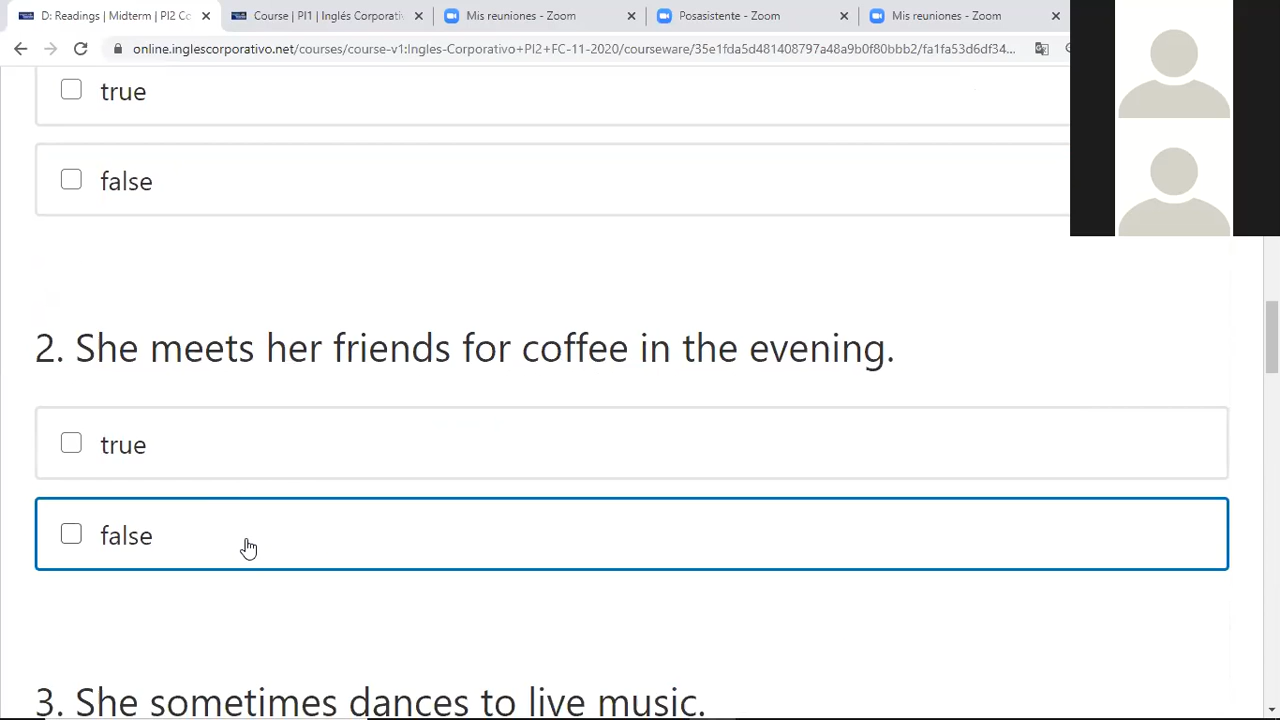 D: Readings | Midterm | PI2 Co
Course | PI1 | Inglés Corporati
Mis reuniones - Zoom
Posasistente - Zoom
Mis reuniones - Zoom
online.inglescorporativo.net/courses/course-v1:Ingles-Corporativo+PI2+FC-11-2020/courseware/35e1fda3d481408797a48a9b0f80bbb2/fa1fa53d6df34...
true
false
2. She meets her friends for coffee in the evening.
true
false
3. She sometimes dances to live music.